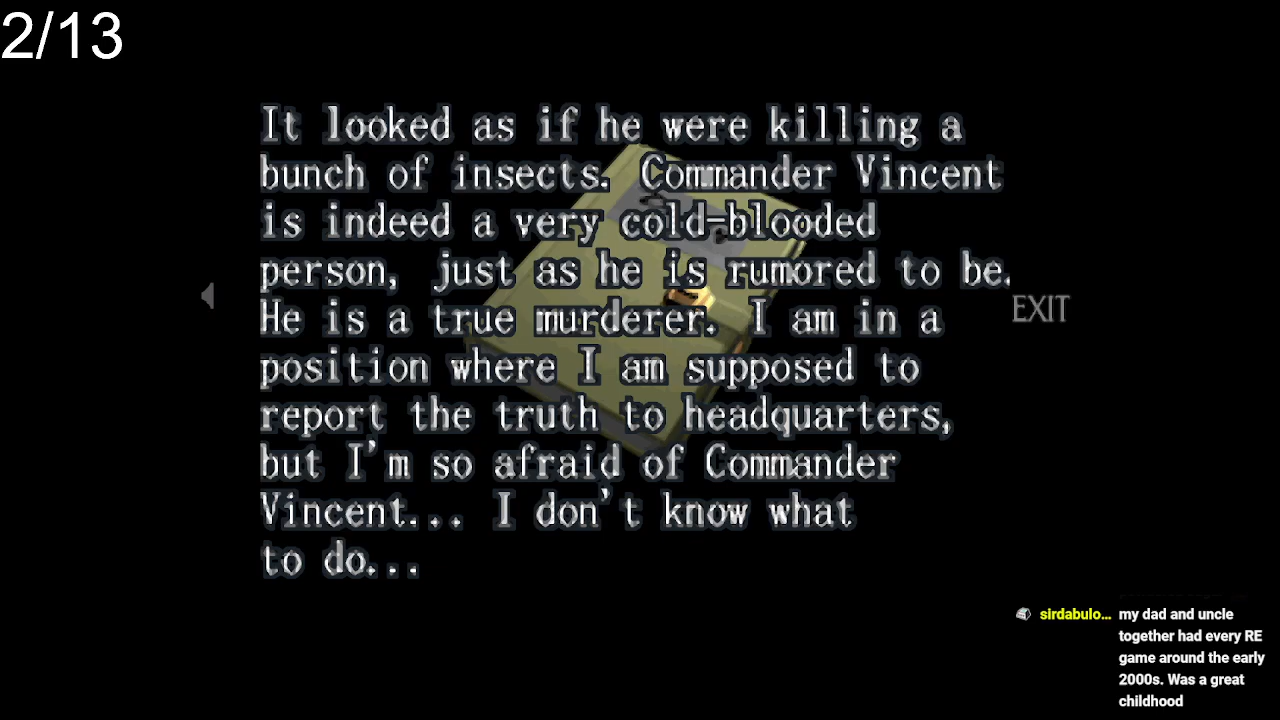 2/13
It looked as if he were killing a
bunch of insects. Commander Vincent
is indeed a very cold-blooded
person, just as he is rumored to be.
He is a true murderer. I am in a
position where I am supposed to
report the truth to headquarters,
but I'm so afraid of Commander
Vincent... I don't know what
to do...
EXIT
sirdabulo... my dad and uncle
together had every RE
game around the early
2000s. Was a great
childhood